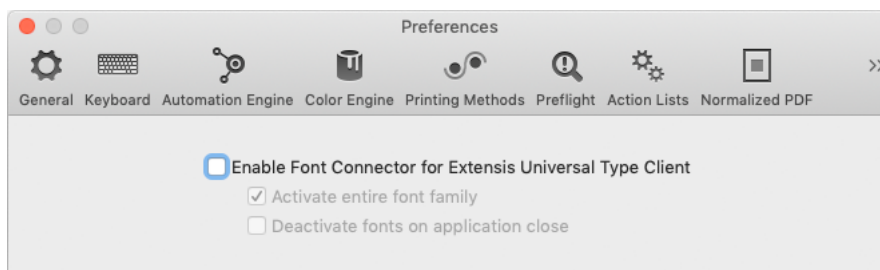 Preferences
General Keyboard Automation Engine Color Engine Printing Methods Preflight Action Lists Normalized PDF
Enable Font Connector for Extensis Universal Type Client
Activate entire font family
Deactivate fonts on application close